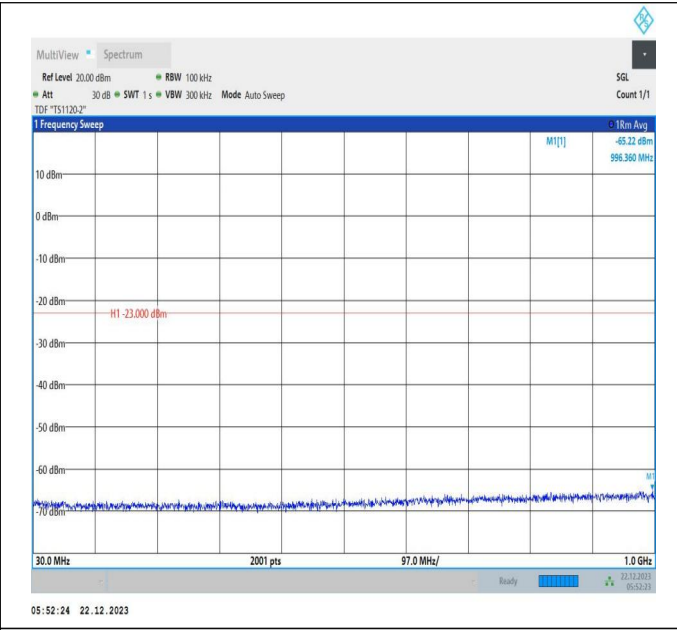 MultiView Spectrum
Ref Level 20.00 dBm RBW 100 kHz SGL
Att 30 dB SWT 1 s VBW 300 kHz Mode Auto Sweep Count 1/1
TDF "TS1120-2"
1 Frequency Sweep 1Rm Avg
M1[1] -65.22 dBm
996.360 MHz
10 dBm
0 dBm
-10 dBm
-20 dBm
H1 -23.000 dBm
-30 dBm
-40 dBm
-50 dBm
-60 dBm
M1
-70 dBm
30.0 MHz 2001 pts 97.0 MHz/ 1.0 GHz
Ready 22.12.2023
05:52:23
05:52:24 22.12.2023